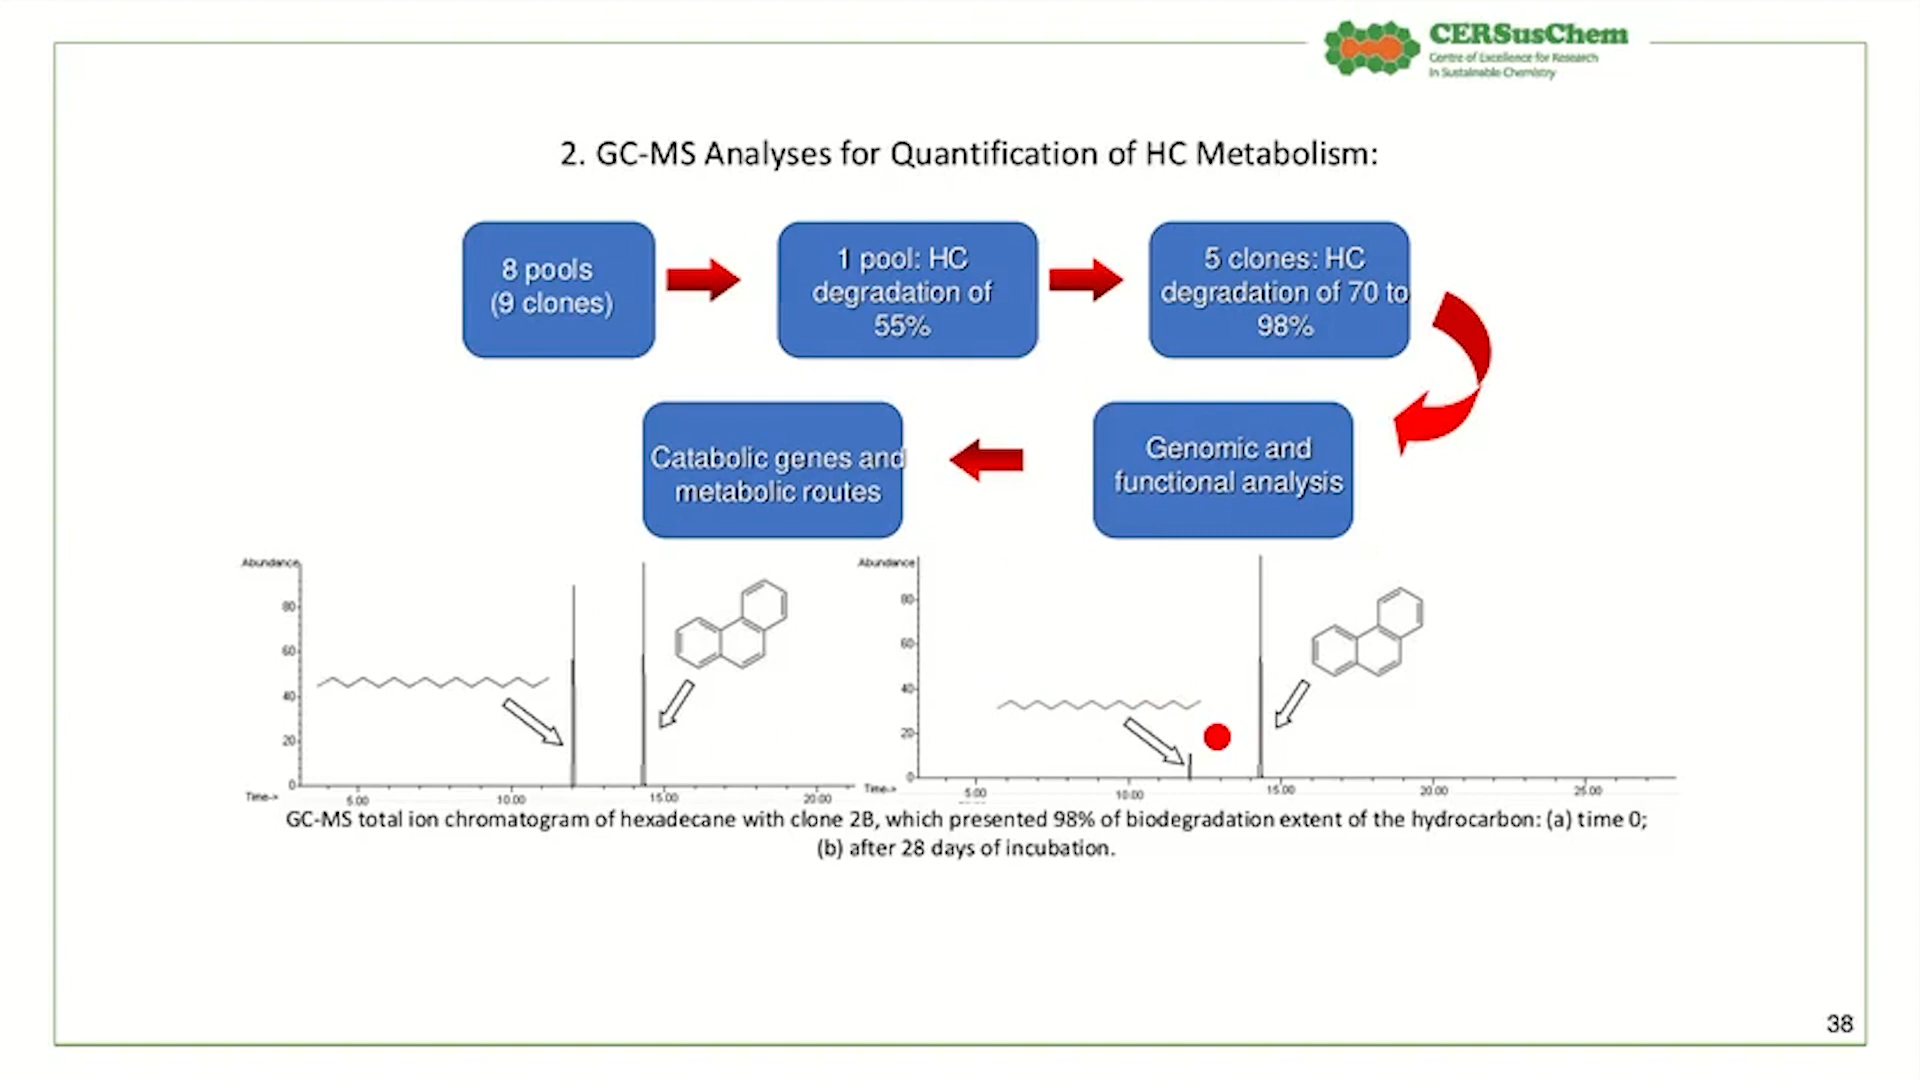 CERSusChem
Centre of Excellence for Research
in Sustainable Chemistry
2. GC-MS Analyses for Quantification of HC Metabolism:
8 pools
(9 clones)
1 pool: HC
degradation of
55%
5 clones: HC
degradation of 70 to
98%
Catabolic genes and
metabolic routes
Genomic and
functional analysis
Abundance
80
60
40
20
0
Time->
5.00
10.00
15.00
20.00
Abundance
80
60
40
20
0
Time->
5.00
10.00
15.00
20.00
25.00
GC-MS total ion chromatogram of hexadecane with clone 2B, which presented 98% of biodegradation extent of the hydrocarbon: (a) time 0;
(b) after 28 days of incubation.
38